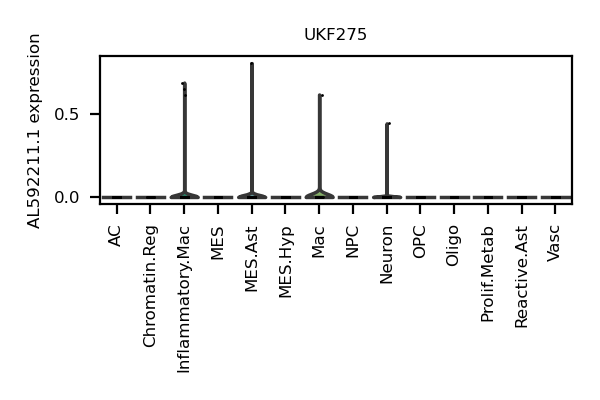 UKF275
AL592211.1 expression
0.5
0.0
AC
Chromatin.Reg
Inflammatory.Mac
MES
MES.Ast
MES.Hyp
Mac
NPC
Neuron
OPC
Oligo
Prolif.Metab
Reactive.Ast
Vasc